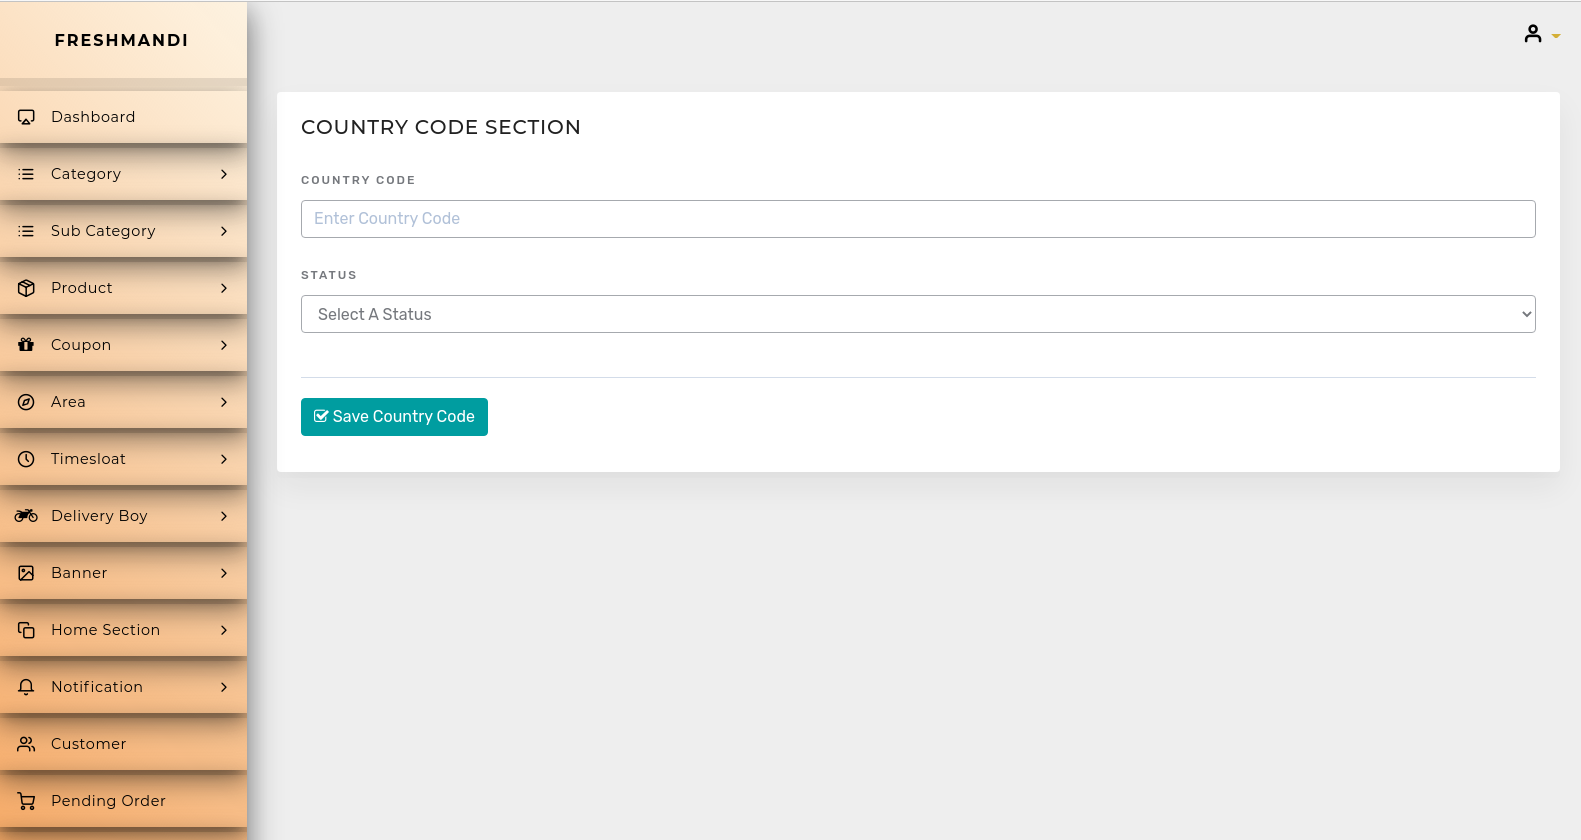 FRESHMANDI
Dashboard
Category
Sub Category
Product
Coupon
Area
Timesloat
Delivery Boy
Banner
Home Section
Notification
Customer
Pending Order
COUNTRY CODE SECTION
COUNTRY CODE
Enter Country Code
STATUS
Select A Status
Save Country Code